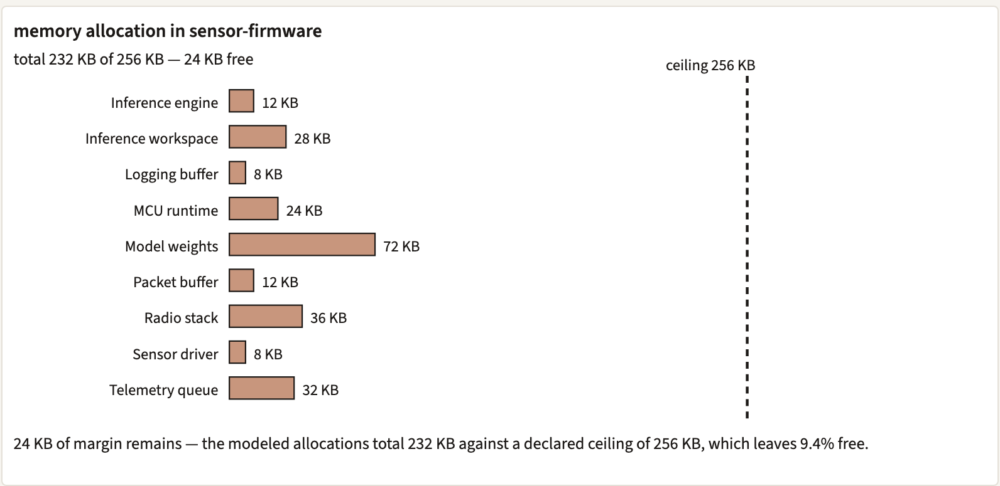 memory allocation in sensor-firmware
total 232 KB of 256 KB — 24 KB free
ceiling 256 KB
Inference engine 12 KB
Inference workspace 28 KB
Logging buffer 8 KB
MCU runtime 24 KB
Model weights 72 KB
Packet buffer 12 KB
Radio stack 36 KB
Sensor driver 8 KB
Telemetry queue 32 KB
24 KB of margin remains — the modeled allocations total 232 KB against a declared ceiling of 256 KB, which leaves 9.4% free.